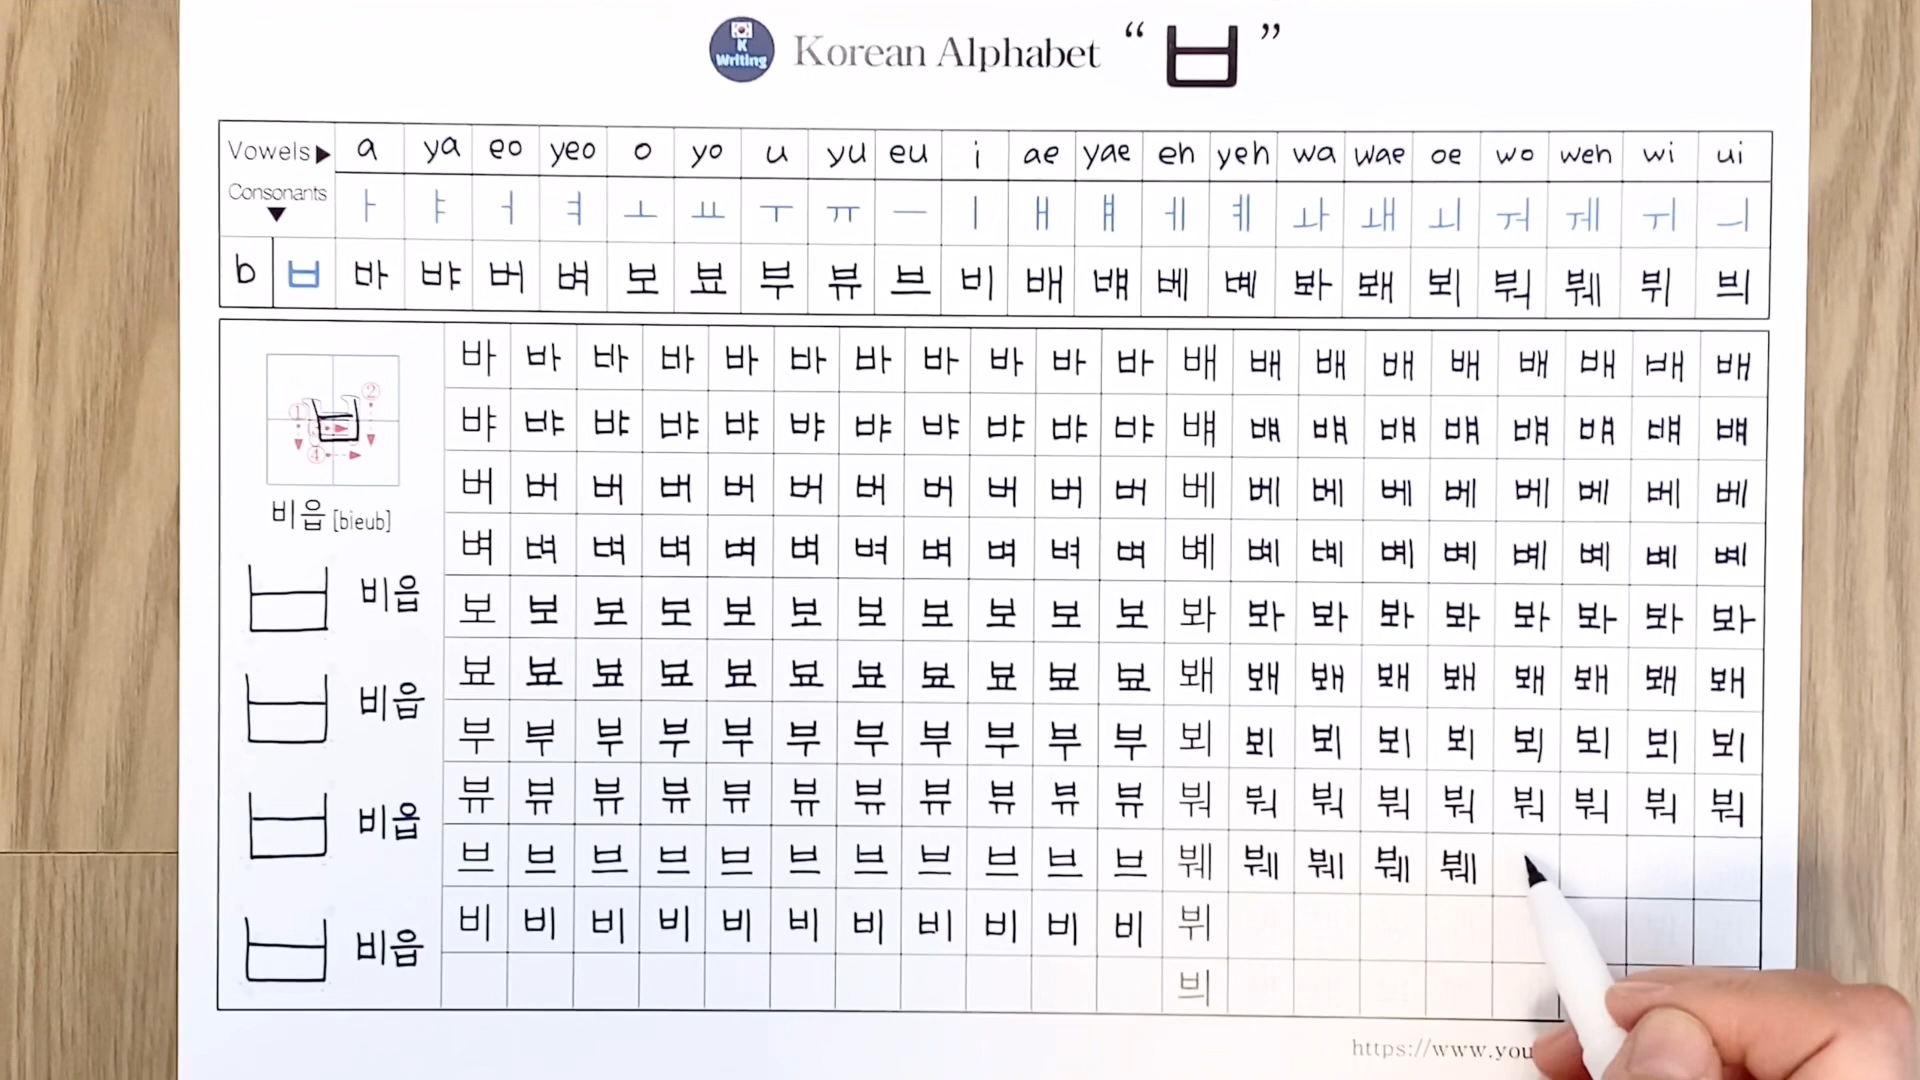 K
Writing
Korean Alphabet “ㅂ”
Vowels▶ a ya eo yeo o yo u yu eu i ae yae eh yeh wa wae oe wo weh wi ui
Consonants ▼ ㅏ ㅑ ㅓ ㅕ ㅗ ㅛ ㅜ ㅠ ㅡ ㅣ ㅐ ㅒ ㅔ ㅖ ㅘ ㅙ ㅚ ㅝ ㅞ ㅟ ㅢ
b ㅂ 바 뱌 버 벼 보 뵤 부 뷰 브 비 배 뱨 베 볘 봐 봬 뵈 붜 붸 뷔 븨
바 바 바 바 바 바 바 바 바 바 바 배 배 배 배 배 배 배 배 배
① ②
④
뱌 뱌 뱌 뱌 뱌 뱌 뱌 뱌 뱌 뱌 뱌 뱨 뱨 뱨 뱨 뱨 뱨 뱨 뱨 뱨
버 버 버 버 버 버 버 버 버 버 버 베 베 베 베 베 베 베 베 베
비읍 [bieub]
벼 벼 벼 벼 벼 벼 벼 벼 벼 벼 벼 볘 볘 볘 볘 볘 볘 볘 볘 볘
ㅂ 비읍 보 보 보 보 보 보 보 보 보 보 보 봐 봐 봐 봐 봐 봐 봐 봐 봐
뵤 뵤 뵤 뵤 뵤 뵤 뵤 뵤 뵤 뵤 뵤 봬 봬 봬 봬 봬 봬 봬 봬 봬
ㅂ 비읍
부 부 부 부 부 부 부 부 부 부 부 뵈 뵈 뵈 뵈 뵈 뵈 뵈 뵈 뵈
뷰 뷰 뷰 뷰 뷰 뷰 뷰 뷰 뷰 뷰 뷰 붜 붜 붜 붜 붜 붜 붜 붜 붜
ㅂ 비읍
브 브 브 브 브 브 브 브 브 브 브 붸 붸 붸 붸 붸
비 비 비 비 비 비 비 비 비 비 비 뷔
ㅂ 비읍
븨
https://www.you